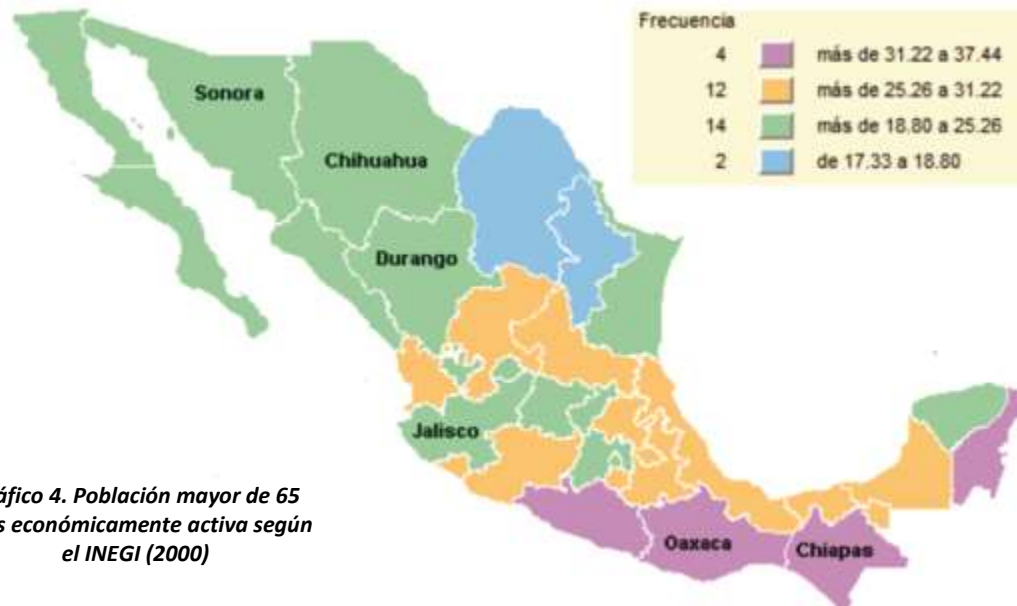 Frecuencia
4 más de 31.22 a 37.44
12 más de 25.26 a 31.22
14 más de 18.80 a 25.26
2 de 17.33 a 18.80
Sonora
Chihuahua
Durango
Jalisco
Oaxaca
Chiapas
áfico 4. Población mayor de 65
s económicamente activa según
el INEGI (2000)